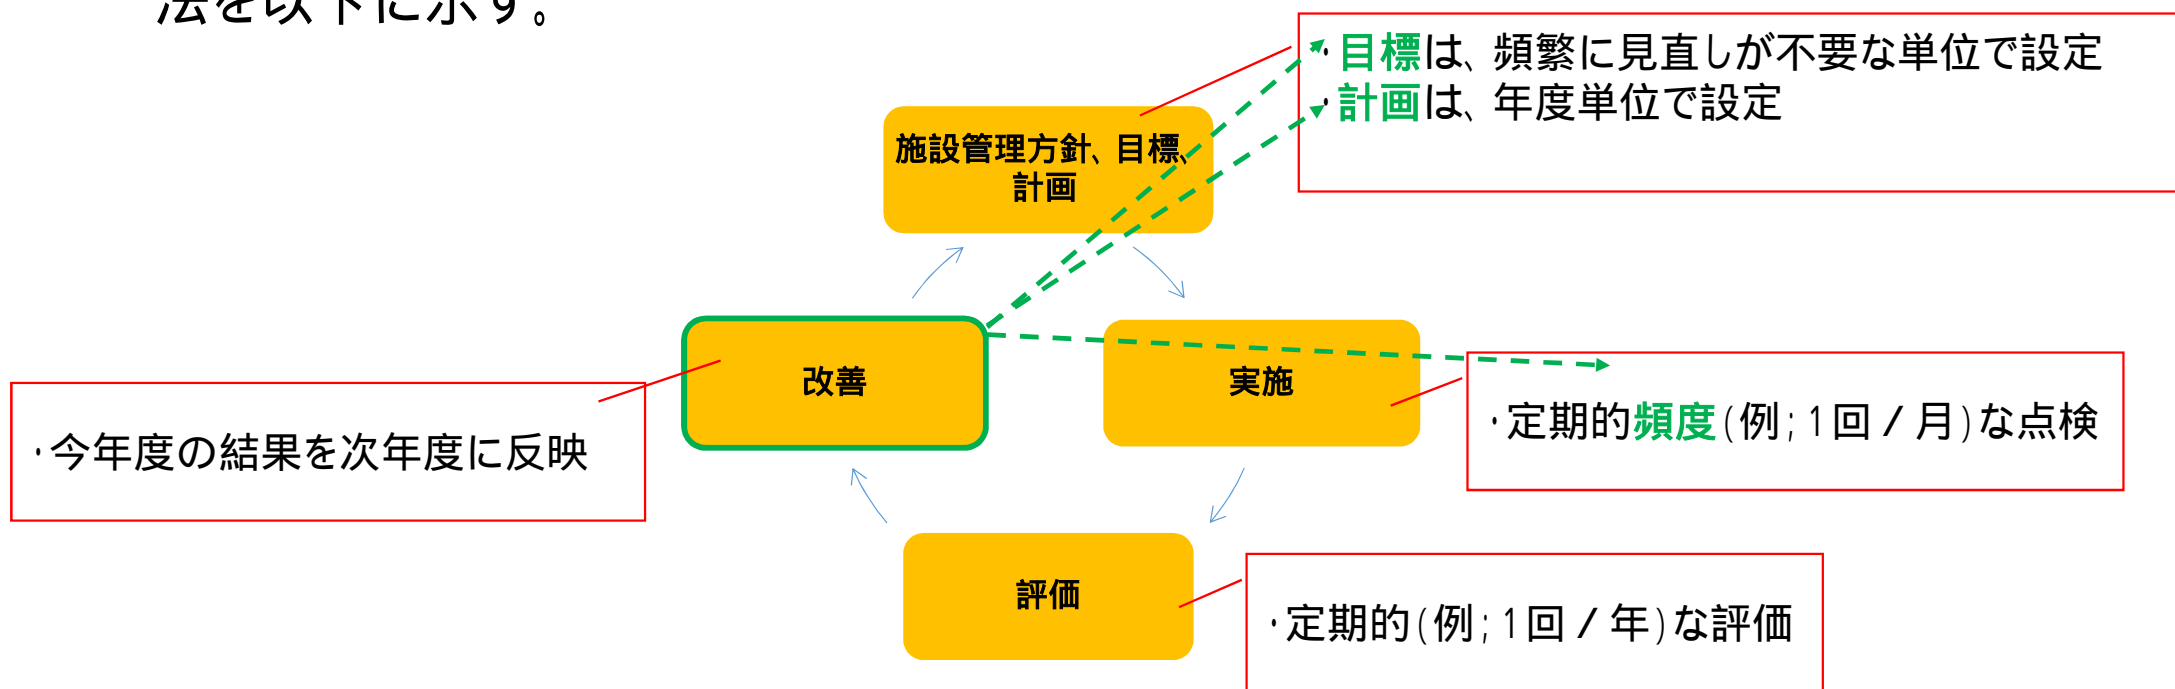 法を以下に示す。
・目標は、頻繁に見直しが不要な単位で設定
・計画は、年度単位で設定
施設管理方針、目標、
計画
改善
実施
・今年度の結果を次年度に反映
・定期的頻度(例;1回/月)な点検
評価
・定期的(例;1回/年)な評価